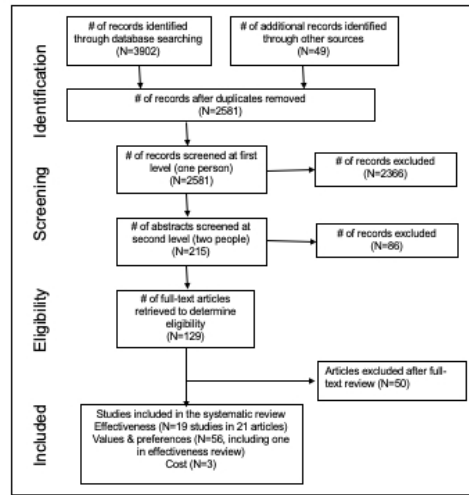 Identification
# of records identified
through database searching
(N=3902)
# of additional records identified
through other sources
(N=49)
# of records after duplicates removed
(N=2581)
Screening
# of records screened at first
level (one person)
(N=2581)
# of records excluded
(N=2366)
# of abstracts screened at
second level (two people)
(N=215)
# of records excluded
(N=86)
Eligibility
# of full-text articles
retrieved to determine
eligibility
(N=129)
Articles excluded after full-
text review (N=50)
Included
Studies included in the systematic review
Effectiveness (N=19 studies in 21 articles)
Values & preferences (N=56, including one
in effectiveness review)
Cost (N=3)